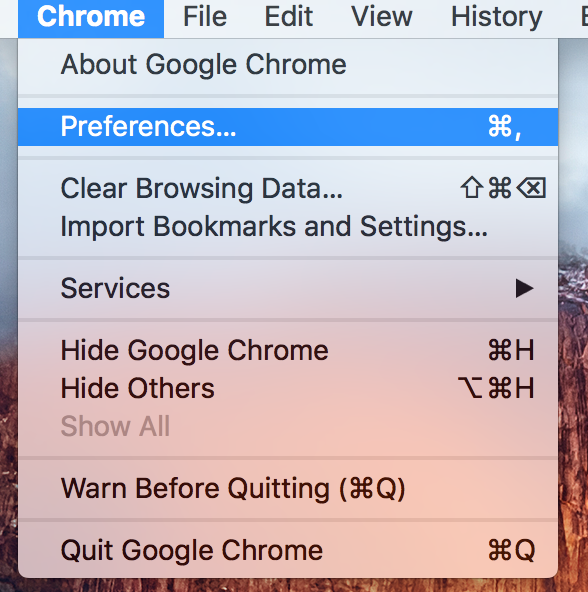 Chrome File Edit View History
About Google Chrome
Preferences... ⌘,
Clear Browsing Data... ⇧⌘⌫
Import Bookmarks and Settings...
Services ▶
Hide Google Chrome ⌘H
Hide Others ⌥⌘H
Show All
Warn Before Quitting (⌘Q)
Quit Google Chrome ⌘Q